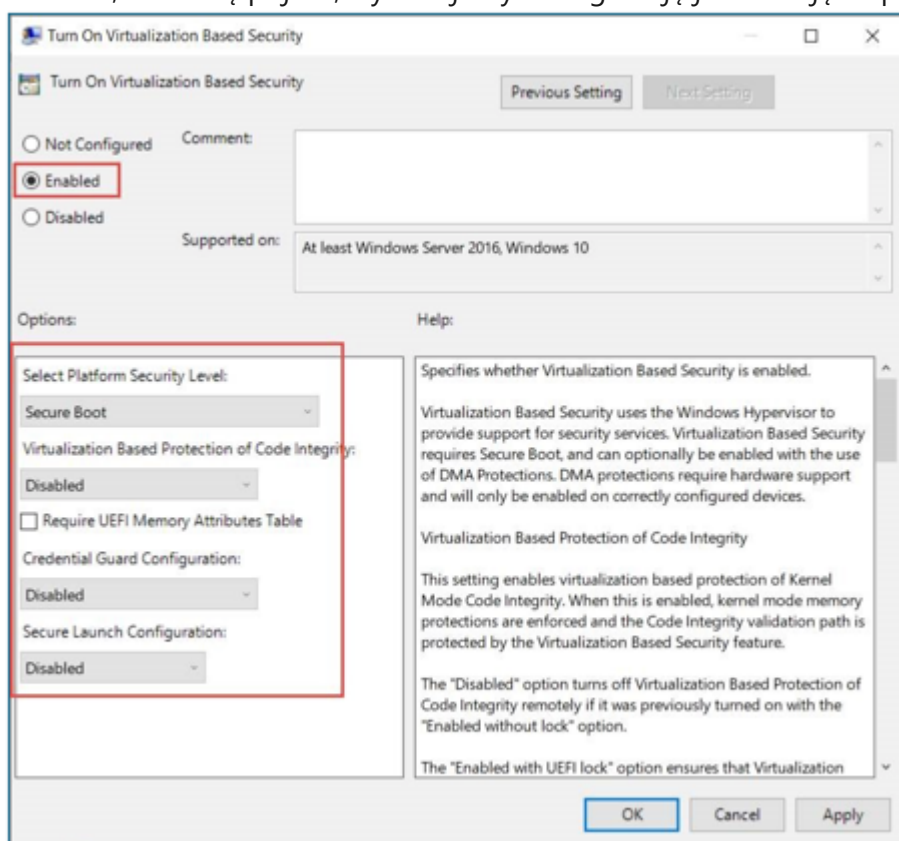 Turn On Virtualization Based Security
Turn On Virtualization Based Security
Previous Setting
Next Setting
Not Configured
Comment:
Enabled
Disabled
Supported on:
At least Windows Server 2016, Windows 10
Options:
Help:
Select Platform Security Level:
Secure Boot
Virtualization Based Protection of Code Integrity:
Disabled
Require UEFI Memory Attributes Table
Credential Guard Configuration:
Disabled
Secure Launch Configuration:
Disabled
Specifies whether Virtualization Based Security is enabled.
Virtualization Based Security uses the Windows Hypervisor to
provide support for security services. Virtualization Based Security
requires Secure Boot, and can optionally be enabled with the use
of DMA Protections. DMA protections require hardware support
and will only be enabled on correctly configured devices.
Virtualization Based Protection of Code Integrity
This setting enables virtualization based protection of Kernel
Mode Code Integrity. When this is enabled, kernel mode memory
protections are enforced and the Code Integrity validation path is
protected by the Virtualization Based Security feature.
The "Disabled" option turns off Virtualization Based Protection of
Code Integrity remotely if it was previously turned on with the
"Enabled without lock" option.
The "Enabled with UEFI lock" option ensures that Virtualization
OK
Cancel
Apply